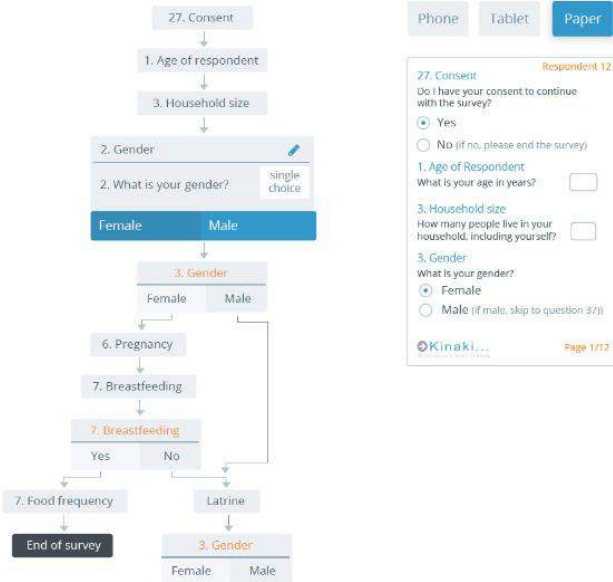 27. Consent
1. Age of respondent
3. Household size
2. Gender
2. What is your gender?
single
choice
Female Male
3. Gender
Female Male
6. Pregnancy
7. Breastfeeding
7. Breastfeeding
Yes No
7. Food frequency Latrine
End of survey
3. Gender
Female Male
Phone Tablet Paper
Respondent 12
27. Consent
Do I have your consent to continue
with the survey?
Yes
No (if no, please end the survey)
1. Age of Respondent
What is your age in years?
3. Household size
How many people live in your
household, including yourself?
3. Gender
What is your gender?
Female
Male (if male, skip to question 37))
Kinaki...
Page 1/12